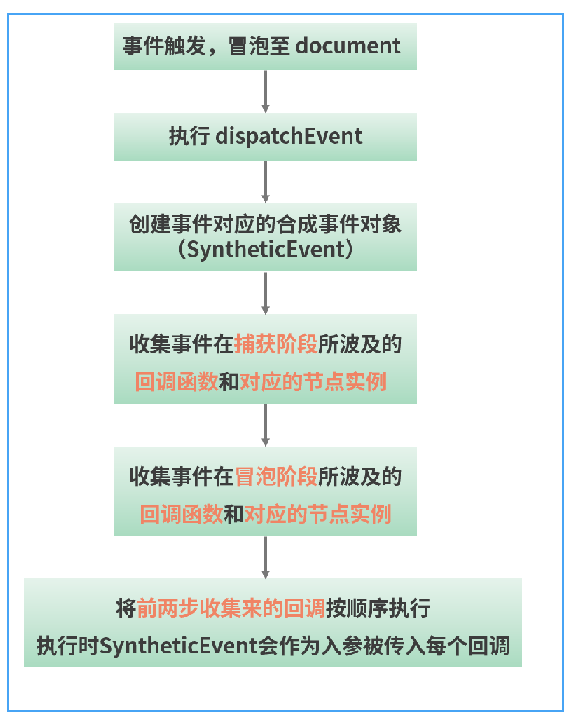 事件触发，冒泡至 document
执行 dispatchEvent
创建事件对应的合成事件对象
（SyntheticEvent）
收集事件在捕获阶段所波及的
回调函数和对应的节点实例
收集事件在冒泡阶段所波及的
回调函数和对应的节点实例
将前两步收集来的回调按顺序执行
执行时SyntheticEvent会作为入参被传入每个回调